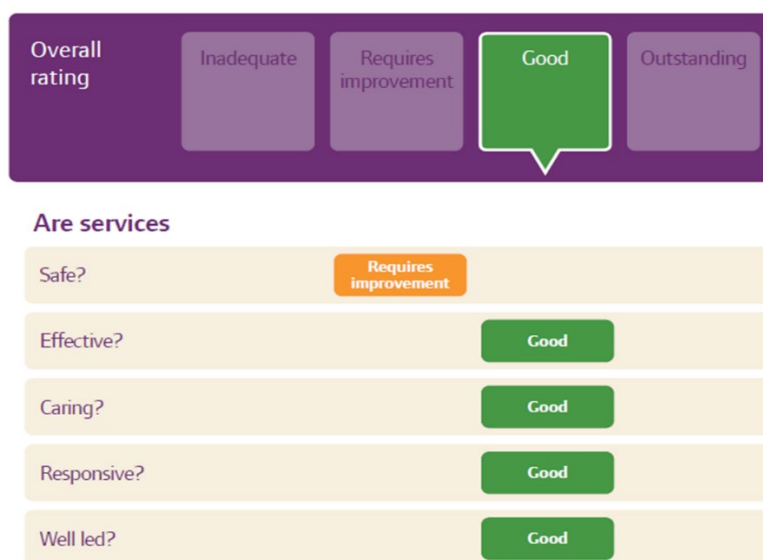 Overall
rating
Inadequate
Requires
improvement
Good
Outstanding
Are services
Safe?
Requires
improvement
Effective?
Good
Caring?
Good
Responsive?
Good
Well led?
Good